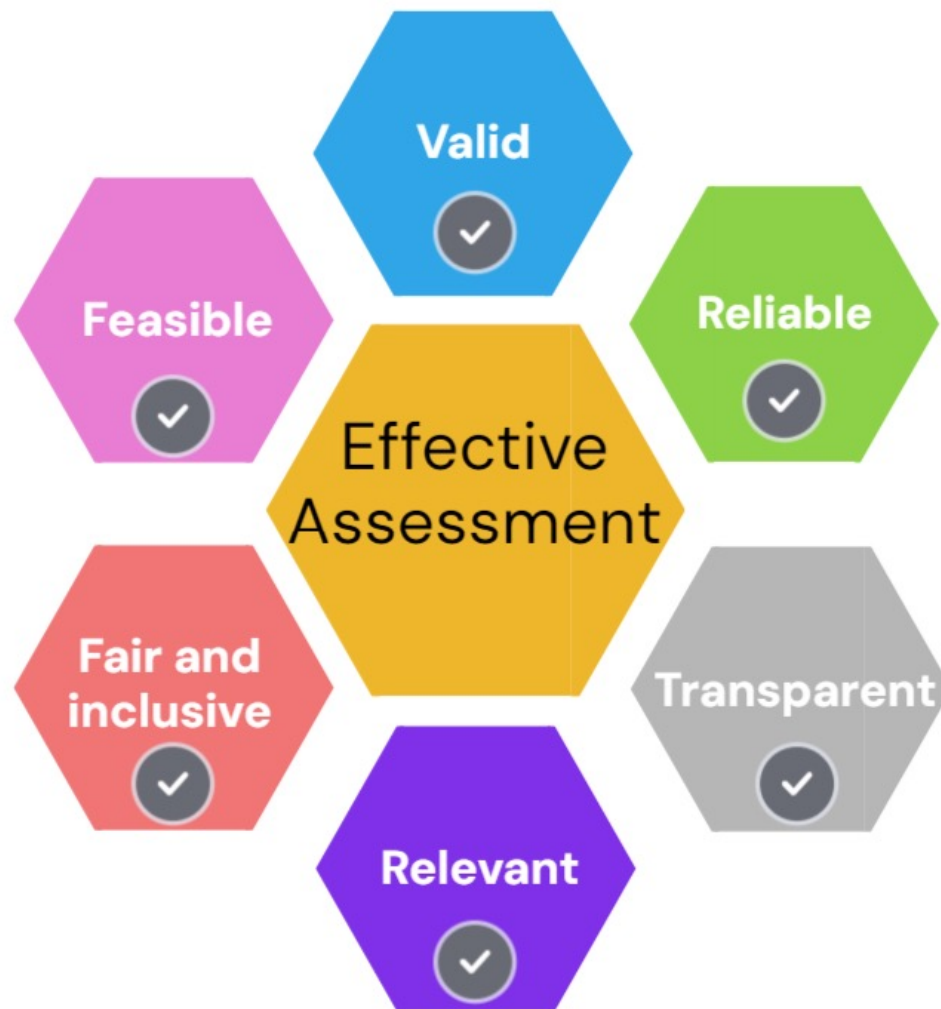 Valid
Feasible
Reliable
Effective
Assessment
Fair and
inclusive
Transparent
Relevant